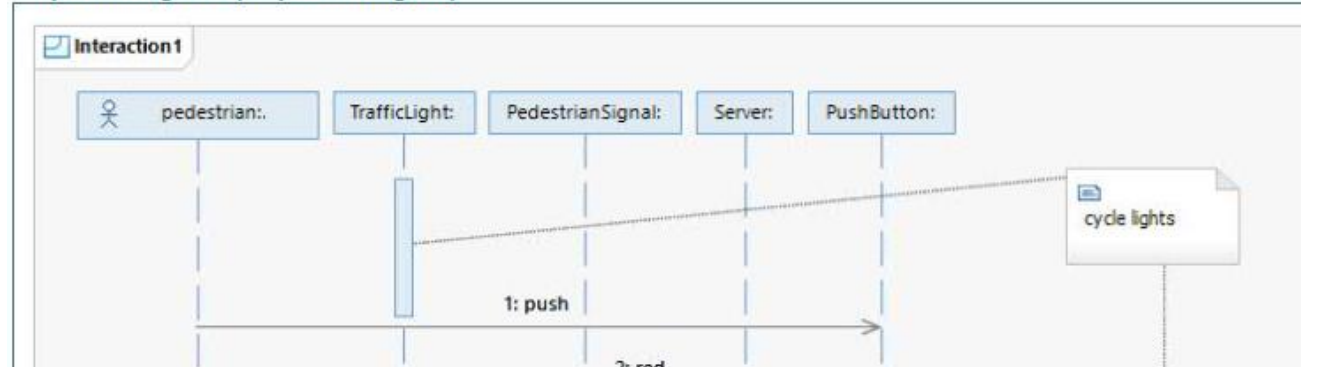 Interaction1
pedestrian:.
TrafficLight:
PedestrianSignal:
Server:
PushButton:
cycle lights
1: push